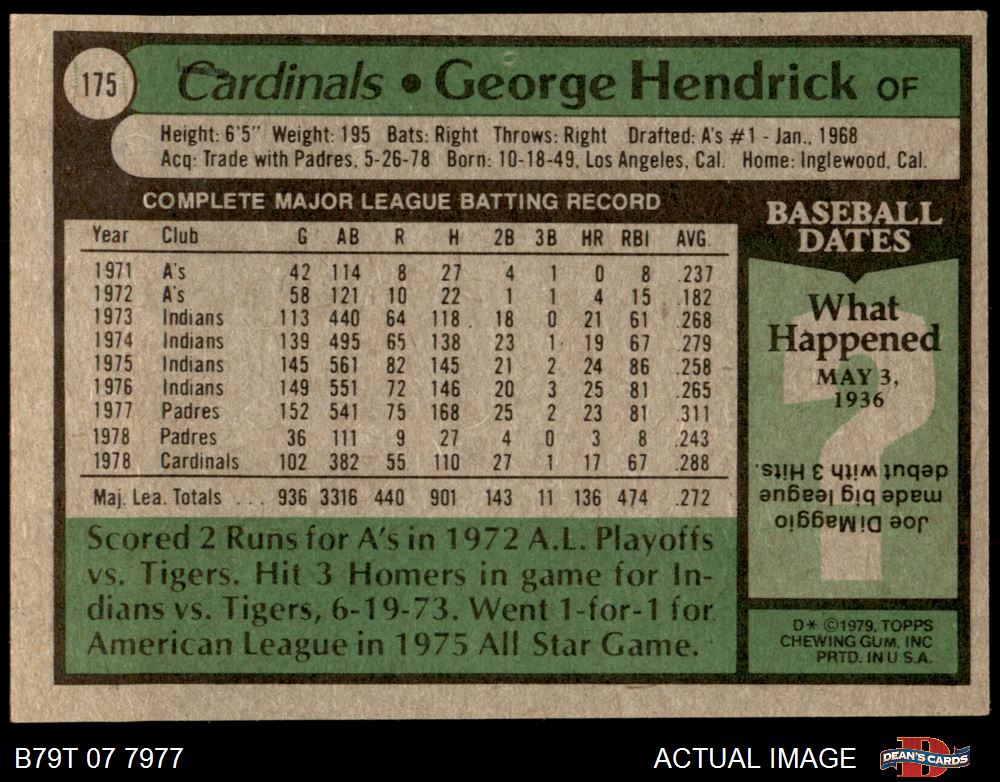 175
Cardinals • George Hendrick OF
Height: 6'5" Weight: 195 Bats: Right Throws: Right Drafted: A's #1 - Jan., 1968
Acq: Trade with Padres, 5-26-78 Born: 10-18-49, Los Angeles, Cal. Home: Inglewood, Cal.
COMPLETE MAJOR LEAGUE BATTING RECORD
Year Club G AB R H 2B 3B HR RBI AVG.
1971 A's 42 114 8 27 4 1 0 8 .237
1972 A's 58 121 10 22 1 1 4 15 .182
1973 Indians 113 440 64 118 18 0 21 61 .268
1974 Indians 139 495 65 138 23 1 19 67 .279
1975 Indians 145 561 82 145 21 2 24 86 .258
1976 Indians 149 551 72 146 20 3 25 81 .265
1977 Padres 152 541 75 168 25 2 23 81 .311
1978 Padres 36 111 9 27 4 0 3 8 .243
1978 Cardinals 102 382 55 110 27 1 17 67 .288
Maj. Lea. Totals . . . 936 3316 440 901 143 11 136 474 .272
Scored 2 Runs for A's in 1972 A.L. Playoffs
vs. Tigers. Hit 3 Homers in game for In-
dians vs. Tigers, 6-19-73. Went 1-for-1 for
American League in 1975 All Star Game.
BASEBALL
DATES
What
Happened
MAY 3,
1936
Joe DiMaggio
made big league
debut with 3 Hits.
D* ©1979, TOPPS
CHEWING GUM, INC
PRTD. IN U.S.A.
B79T 07 7977
ACTUAL IMAGE
DEAN'S CARDS